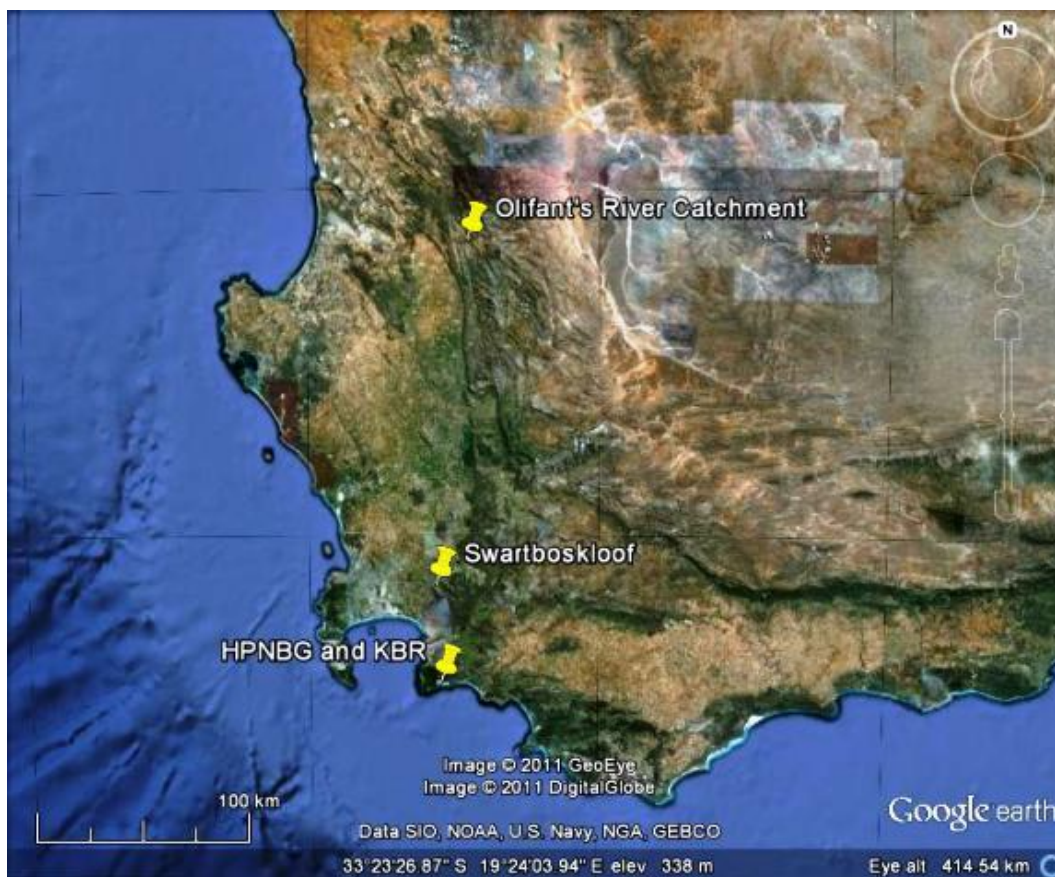 N
Olifant's River Catchment
Swartboskloof
HPNBG and KBR
Image © 2011 GeoEye
Image © 2011 DigitalGlobe
100 km
Google earth
Data SIO, NOAA, U.S. Navy, NGA, GEBCO
33°23'26.87" S 19°24'03.94" E elev 338 m
Eye alt 414.54 km